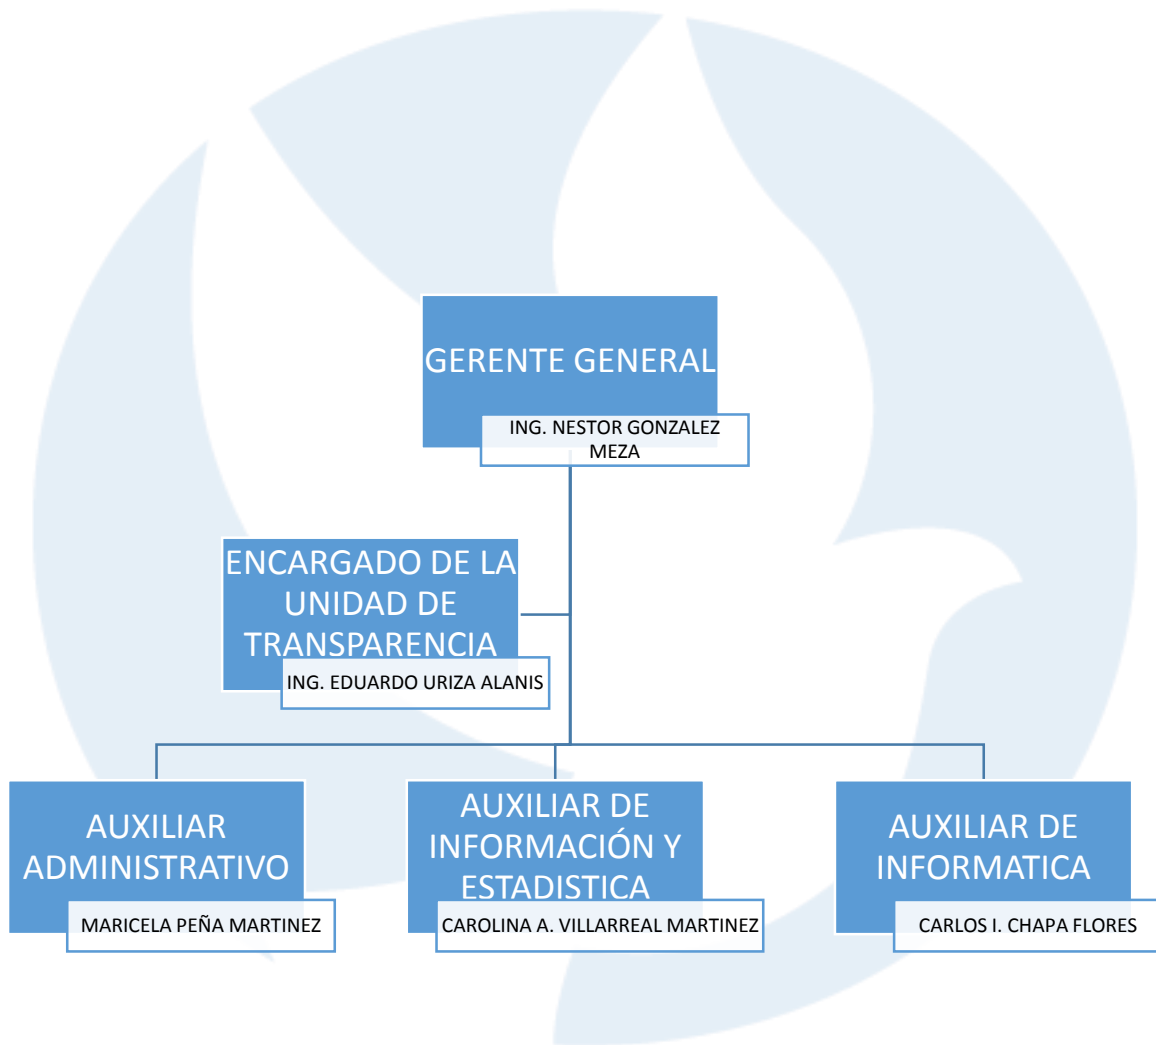 GERENTE GENERAL
ING. NESTOR GONZALEZ
MEZA
ENCARGADO DE LA
UNIDAD DE
TRANSPARENCIA
ING. EDUARDO URIZA ALANIS
AUXILIAR
ADMINISTRATIVO
MARICELA PEÑA MARTINEZ
AUXILIAR DE
INFORMACIÓN Y
ESTADISTICA
CAROLINA A. VILLARREAL MARTINEZ
AUXILIAR DE
INFORMATICA
CARLOS I. CHAPA FLORES